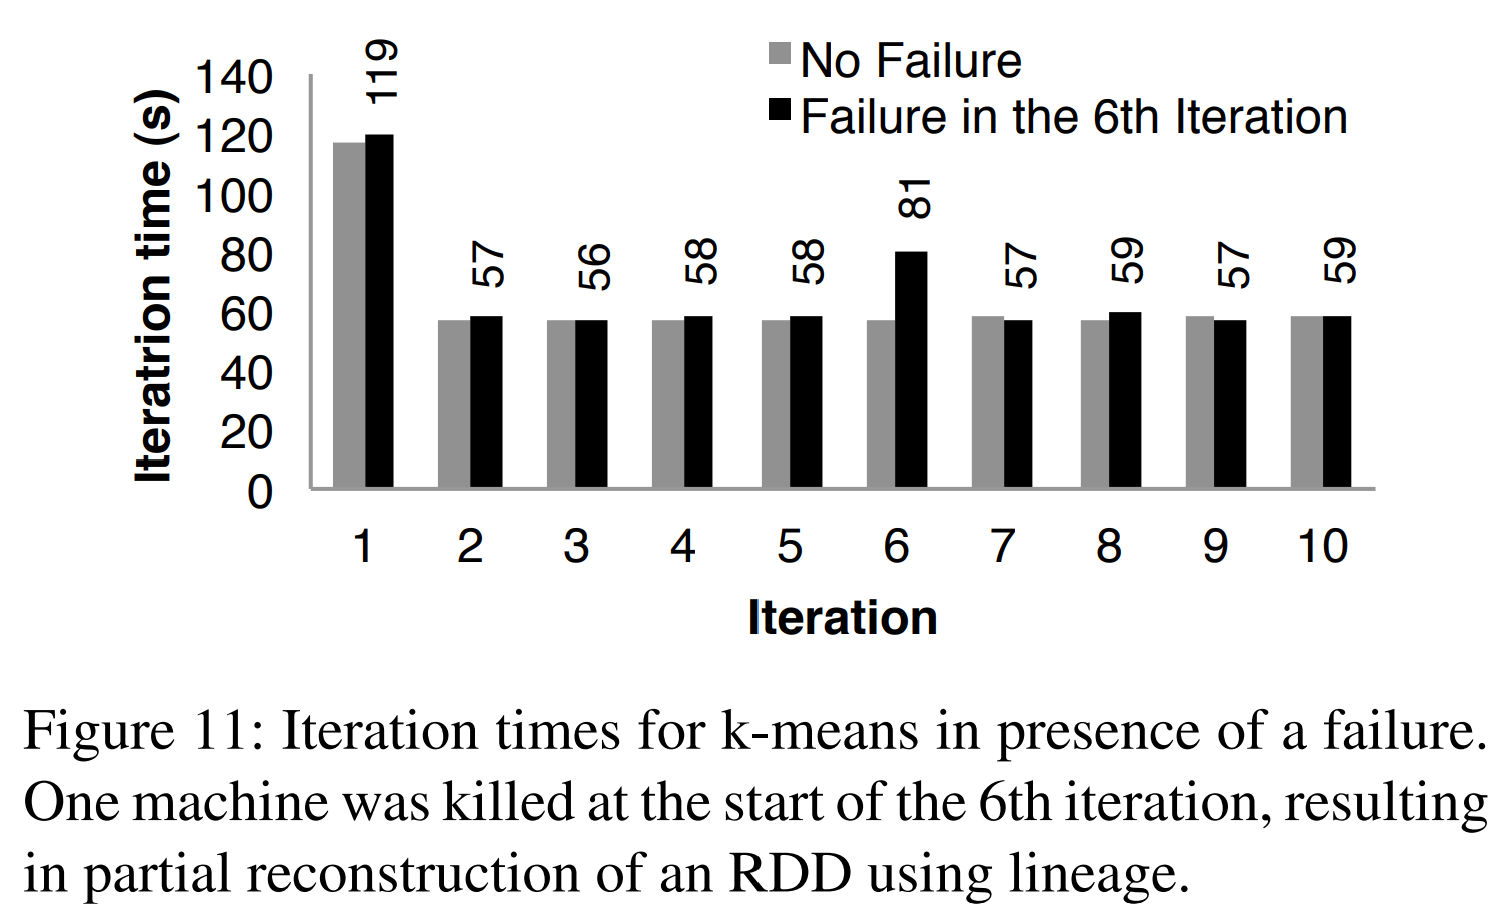 No Failure
Failure in the 6th Iteration
Iteratrion time (s)
140
120
100
80
60
40
20
0
119
57
56
58
58
81
57
59
57
59
1 2 3 4 5 6 7 8 9 10
Iteration
Figure 11: Iteration times for k-means in presence of a failure.
One machine was killed at the start of the 6th iteration, resulting
in partial reconstruction of an RDD using lineage.